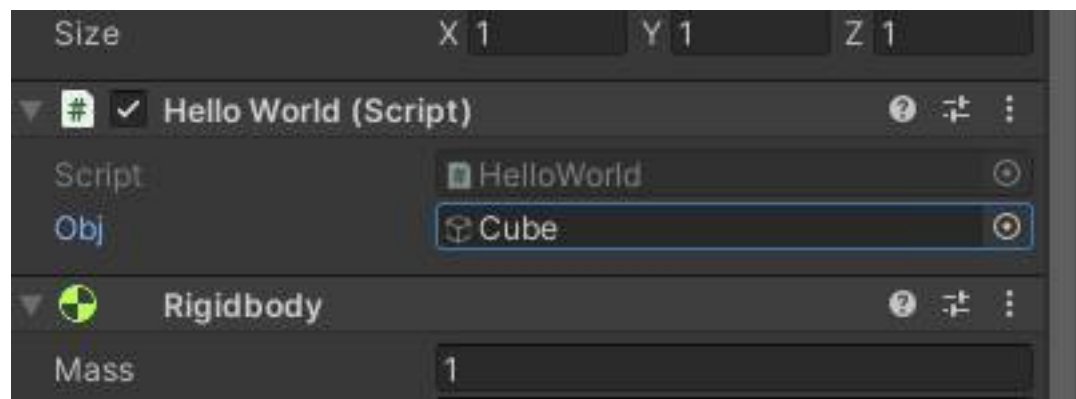 Size X 1 Y 1 Z 1
# Hello World (Script)
Script # HelloWorld
Obj Cube
Rigidbody
Mass 1